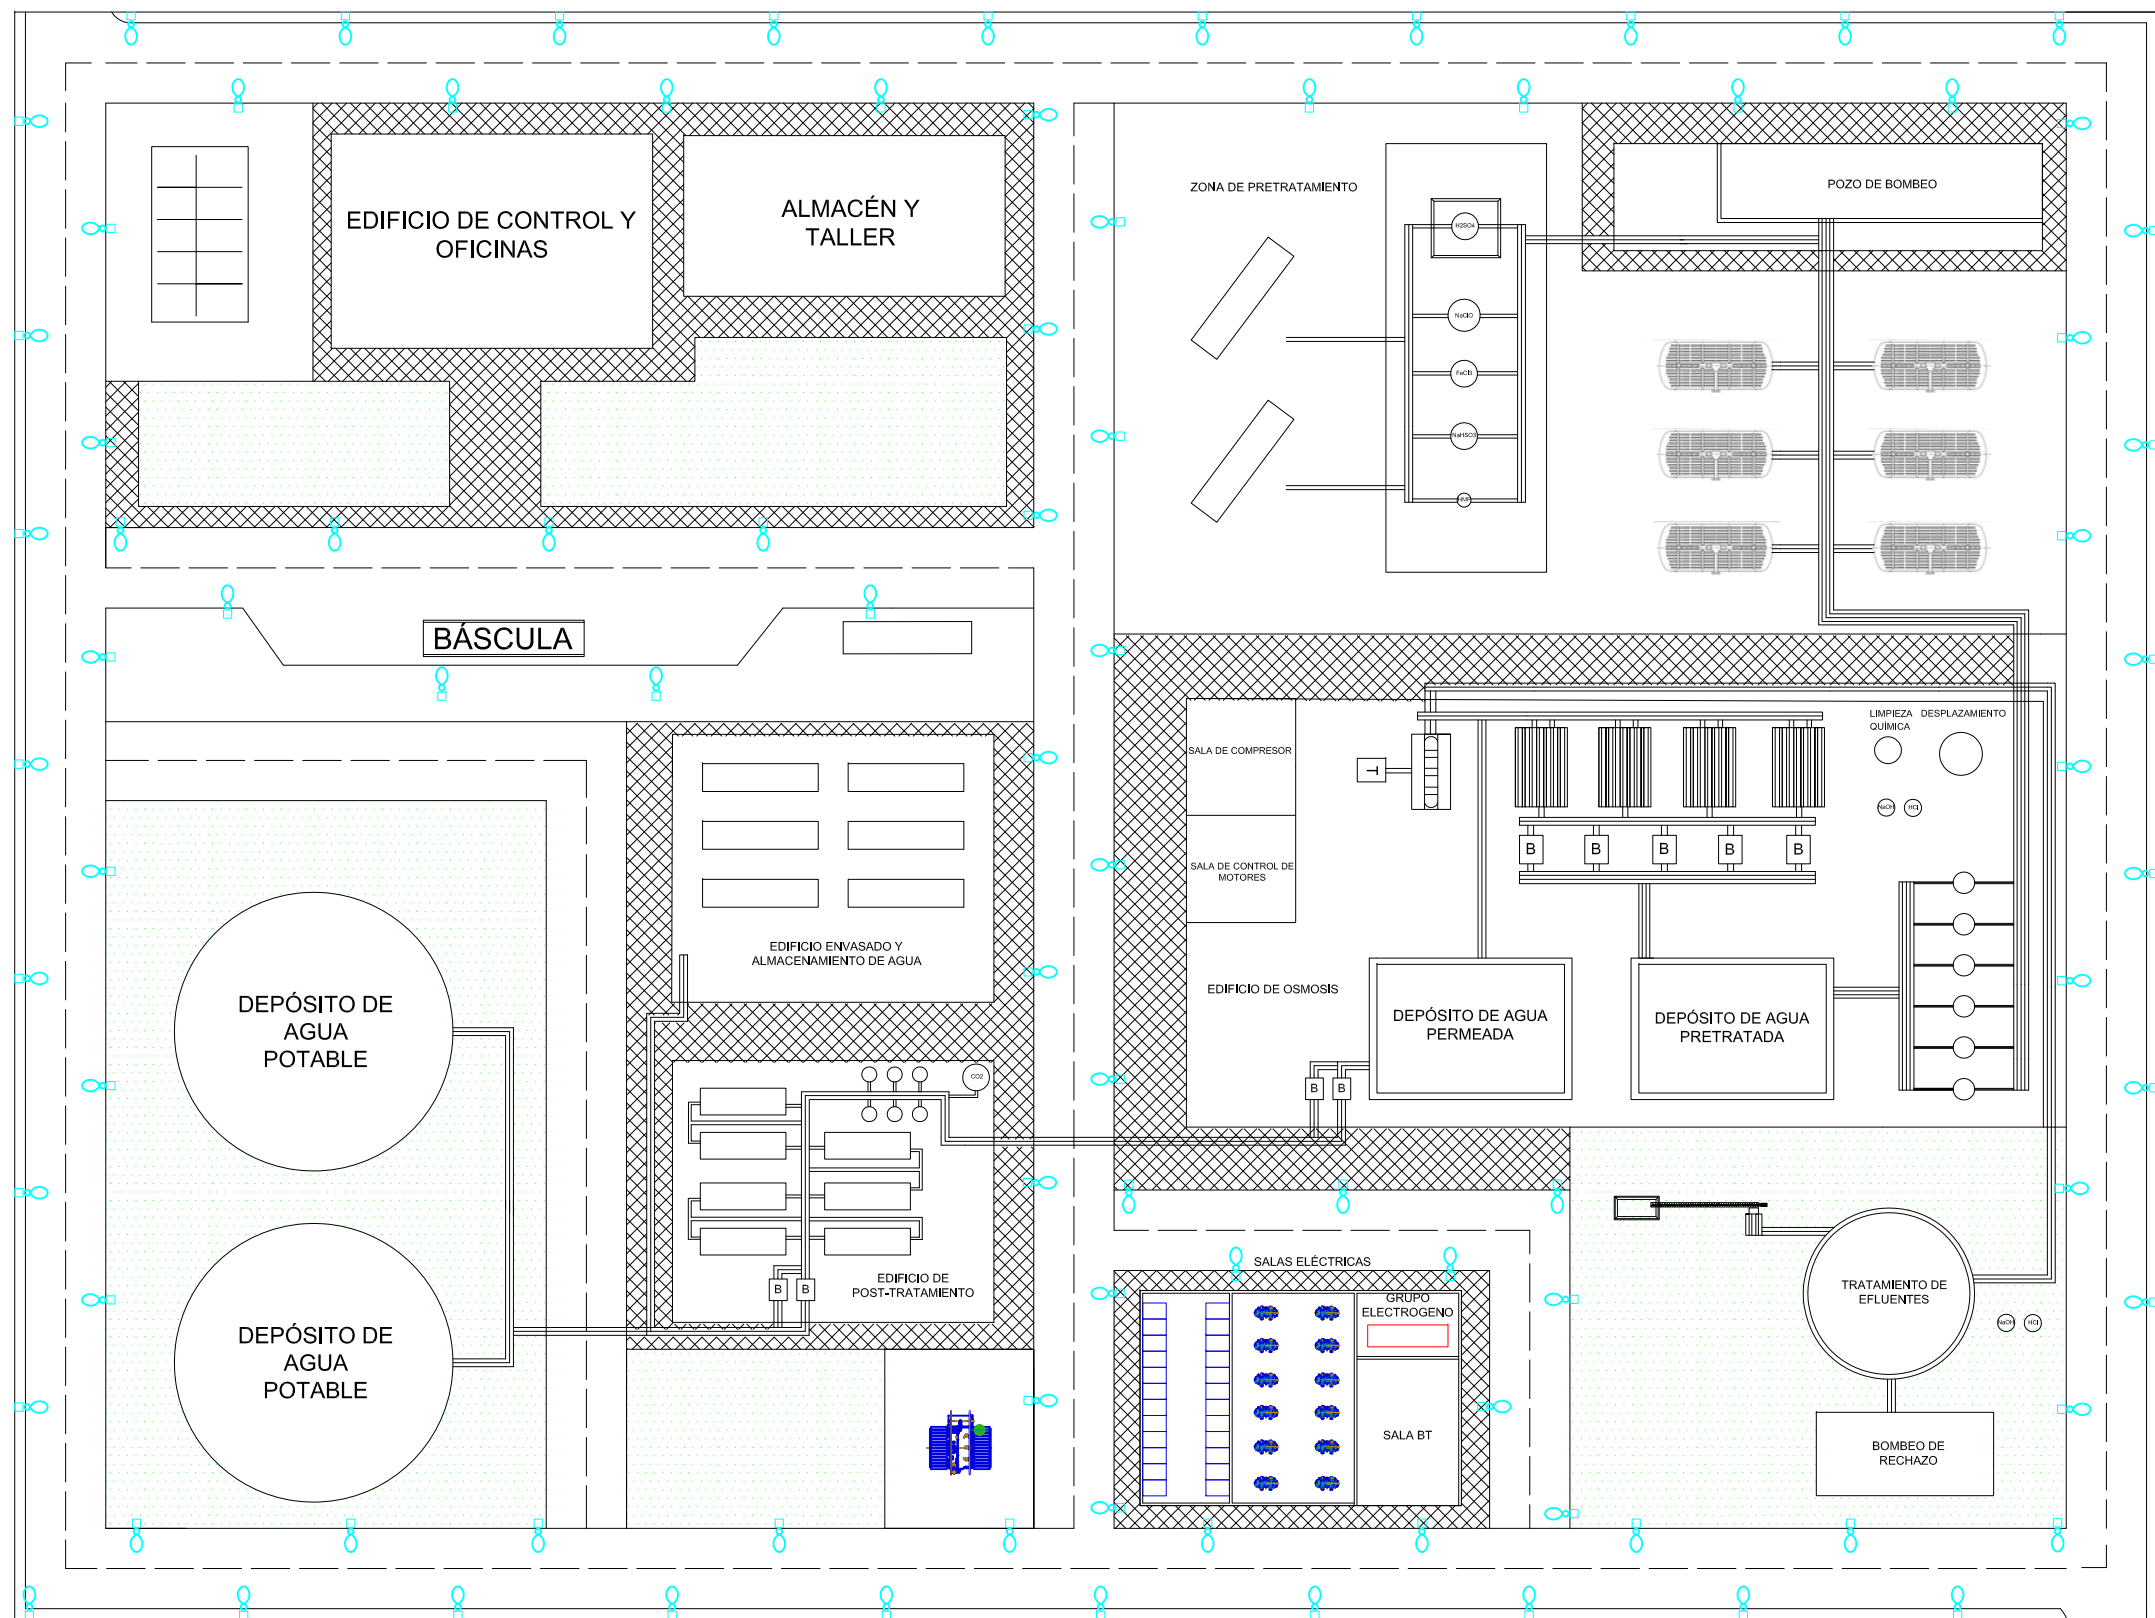 EDIFICIO DE CONTROL Y
OFICINAS
ALMACÉN Y
TALLER
ZONA DE PRETRATAMIENTO
H2SO4
NaClO
FeCl3
NaHSO3
HMP
POZO DE BOMBEO
BÁSCULA
EDIFICIO ENVASADO Y
ALMACENAMIENTO DE AGUA
DEPÓSITO DE
AGUA
POTABLE
DEPÓSITO DE
AGUA
POTABLE
CO2
B
B
EDIFICIO DE
POST-TRATAMIENTO
SALA DE COMPRESOR
SALA DE CONTROL DE
MOTORES
T
LIMPIEZA
QUÍMICA
DESPLAZAMIENTO
NaOH
HCl
B
B
B
B
B
EDIFICIO DE OSMOSIS
DEPÓSITO DE AGUA
PERMEADA
DEPÓSITO DE AGUA
PRETRATADA
B
B
SALAS ELÉCTRICAS
GRUPO
ELECTROGENO
SALA BT
TRATAMIENTO DE
EFLUENTES
NaOH
HCl
BOMBEO DE
RECHAZO